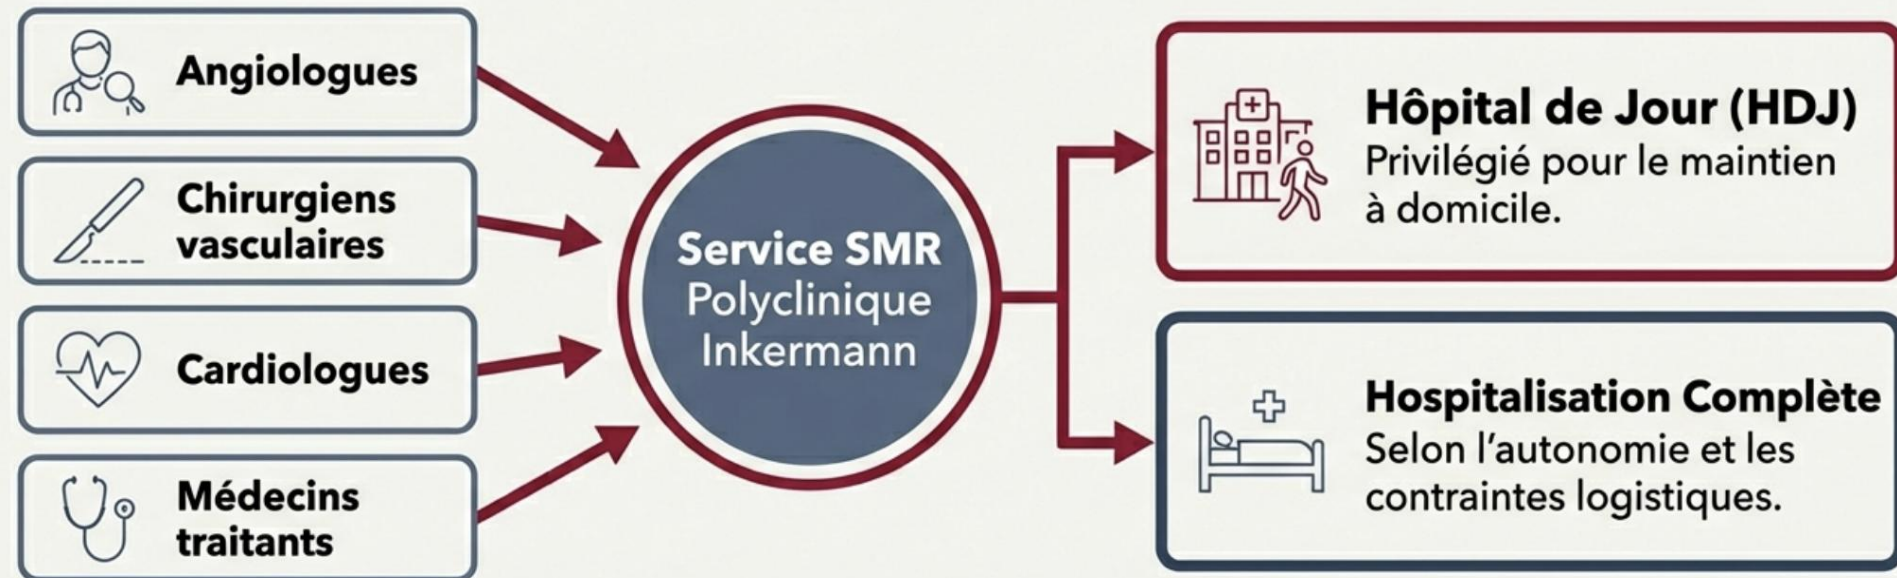 Angiologues
Chirurgiens
vasculaires
Cardiologues
Médecins
traitants
Service SMR
Polyclinique
Inkermann
Hôpital de Jour (HDJ)
Privilégié pour le maintien
à domicile.
Hospitalisation Complète
Selon l'autonomie et les
contraintes logistiques.